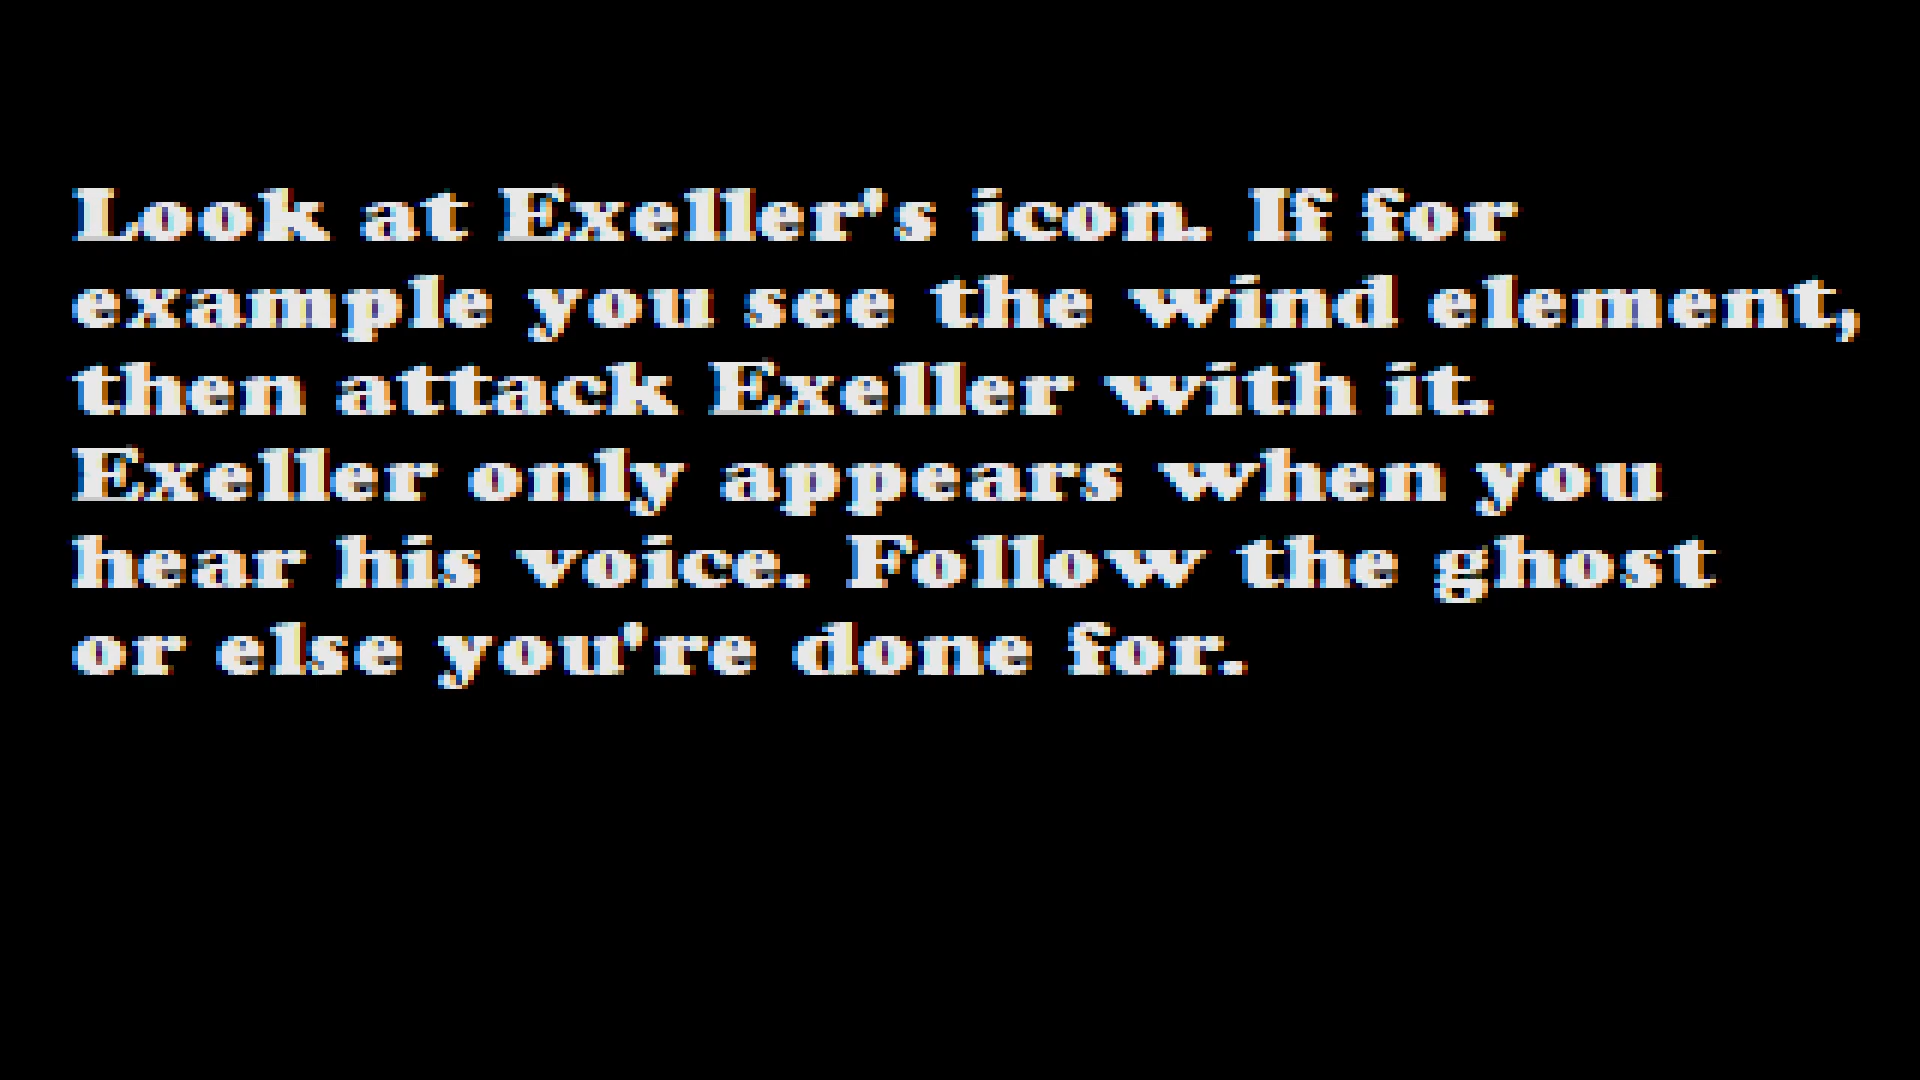 Look at Exeller's icon. If for
example you see the wind element,
then attack Exeller with it.
Exeller only appears when you
hear his voice. Follow the ghost
or else you're done for.